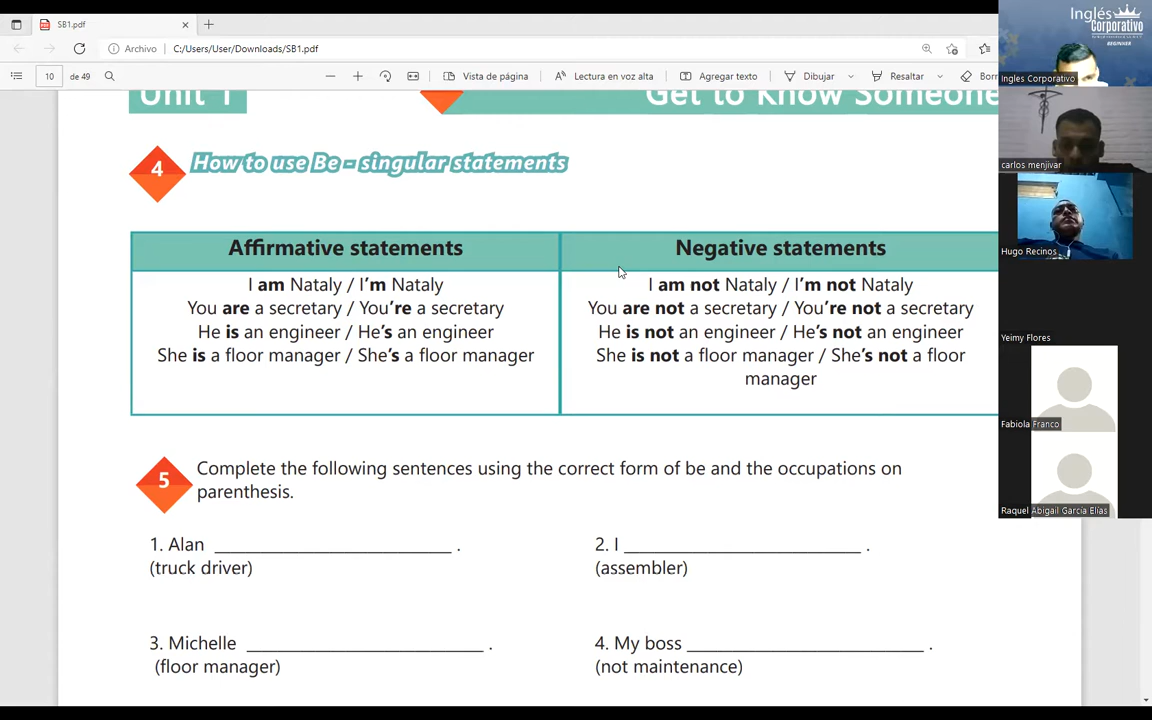 SB1.pdf
Archivo
C:/Users/User/Downloads/SB1.pdf
10 de 49
Vista de página
Lectura en voz alta
Agregar texto
Dibujar
Resaltar
Borr
Unit 1
Get to Know Someone
4 How to use Be - singular statements
Affirmative statements
I am Nataly / I'm Nataly
You are a secretary / You're a secretary
He is an engineer / He's an engineer
She is a floor manager / She's a floor manager
Negative statements
I am not Nataly / I'm not Nataly
You are not a secretary / You're not a secretary
He is not an engineer / He's not an engineer
She is not a floor manager / She's not a floor
manager
5 Complete the following sentences using the correct form of be and the occupations on
parenthesis.
1. Alan ______________________ .
(truck driver)
2. I ______________________ .
(assembler)
3. Michelle ______________________ .
(floor manager)
4. My boss ______________________ .
(not maintenance)
Inglés
Corporativo
BEGINNER
Ingles Corporativo
carlos menjivar
Hugo Recinos
Yeimy Flores
Fabiola Franco
Raquel Abigail García Elías